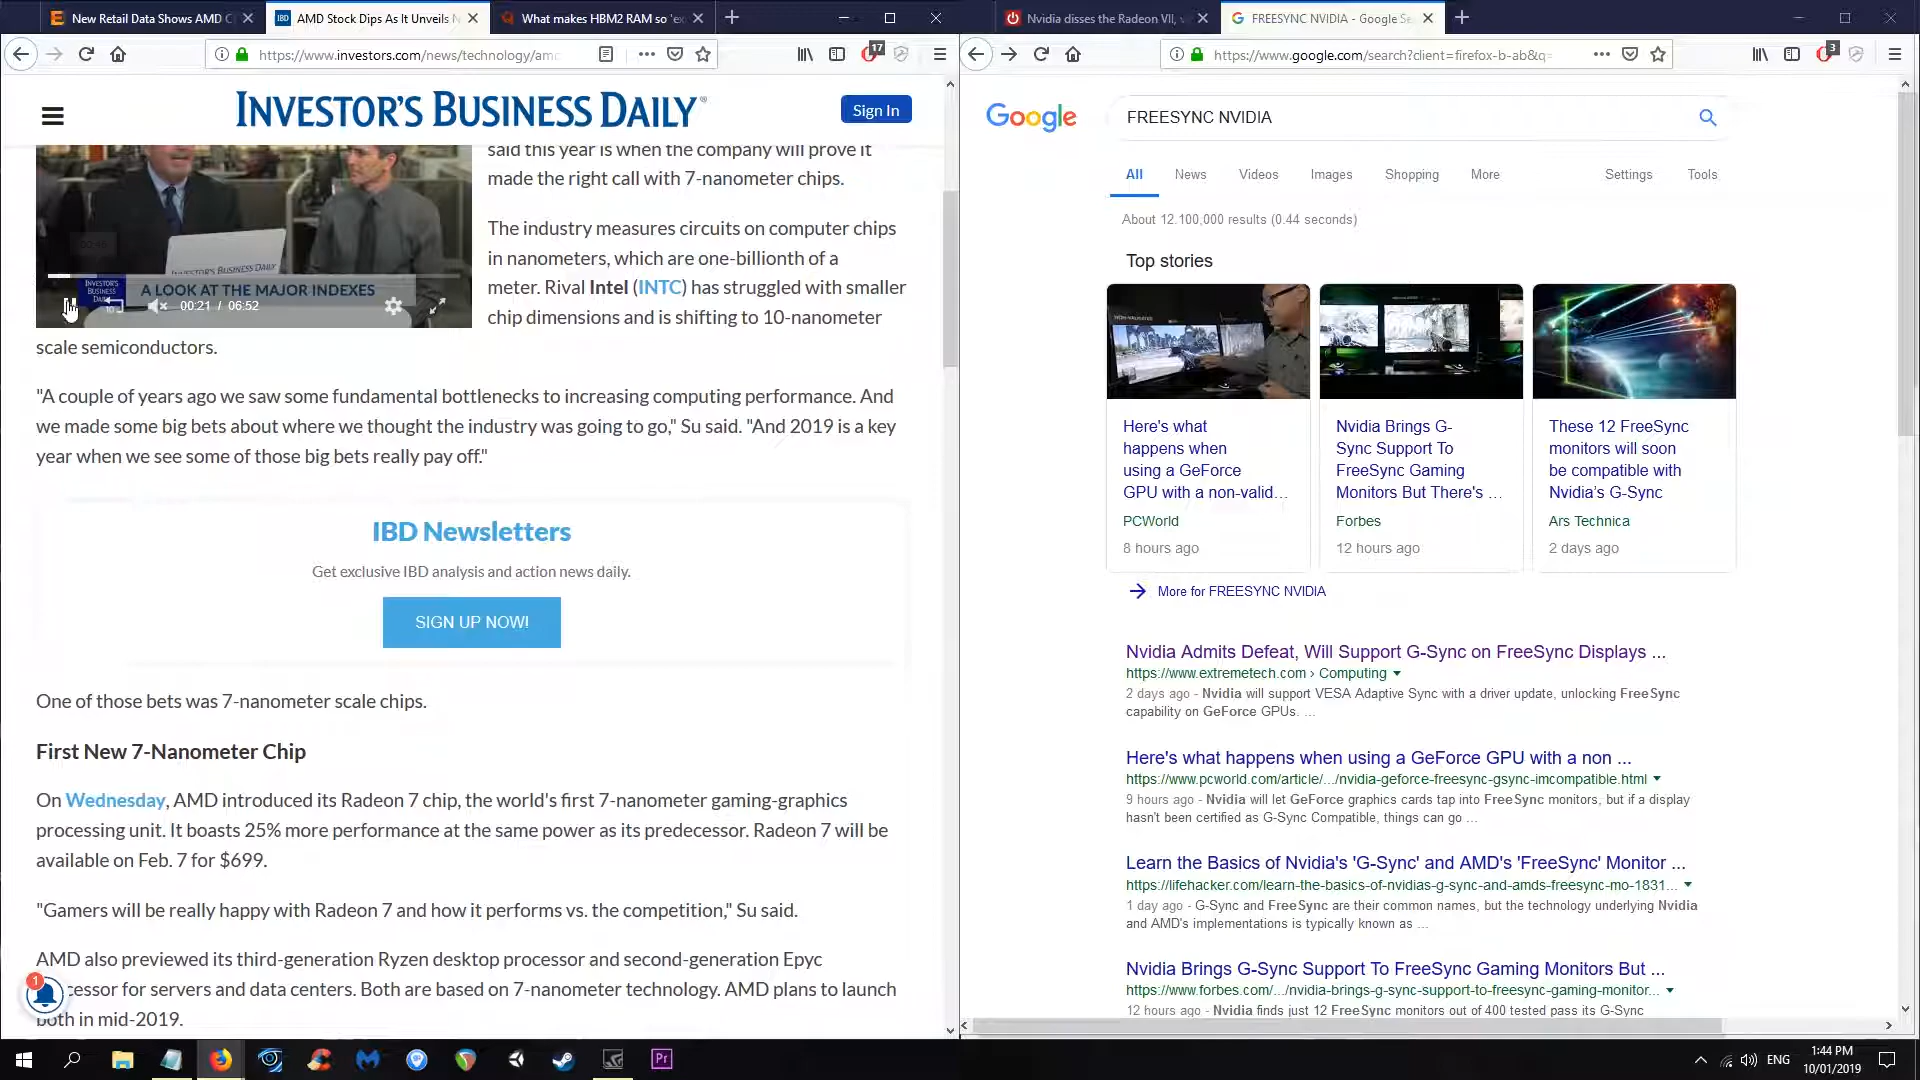 New Retail Data Shows AMD C
AMD Stock Dips As It Unveils N
What makes HBM2 RAM so 'ex
https://www.investors.com/news/technology/amd
17
INVESTOR'S BUSINESS DAILY
Sign In
said this year is when the company will prove it
made the right call with 7-nanometer chips.
The industry measures circuits on computer chips
in nanometers, which are one-billionth of a
meter. Rival Intel (INTC) has struggled with smaller
chip dimensions and is shifting to 10-nanometer
scale semiconductors.
INVESTOR'S BUSINESS DAILY
A LOOK AT THE MAJOR INDEXES
10
00:21 / 06:52
"A couple of years ago we saw some fundamental bottlenecks to increasing computing performance. And
we made some big bets about where we thought the industry was going to go," Su said. "And 2019 is a key
year when we see some of those big bets really pay off."
IBD Newsletters
Get exclusive IBD analysis and action news daily.
SIGN UP NOW!
One of those bets was 7-nanometer scale chips.
First New 7-Nanometer Chip
On Wednesday, AMD introduced its Radeon 7 chip, the world's first 7-nanometer gaming-graphics
processing unit. It boasts 25% more performance at the same power as its predecessor. Radeon 7 will be
available on Feb. 7 for $699.
"Gamers will be really happy with Radeon 7 and how it performs vs. the competition," Su said.
AMD also previewed its third-generation Ryzen desktop processor and second-generation Epyc
cessor for servers and data centers. Both are based on 7-nanometer technology. AMD plans to launch
both in mid-2019.
1
Nvidia disses the Radeon VII, v
FREESYNC NVIDIA - Google Se
https://www.google.com/search?client=firefox-b-ab&q=
3
Google
FREESYNC NVIDIA
All News Videos Images Shopping More Settings Tools
About 12,100,000 results (0.44 seconds)
Top stories
Here's what
happens when
using a GeForce
GPU with a non-valid...
PCWorld
8 hours ago
Nvidia Brings G-
Sync Support To
FreeSync Gaming
Monitors But There's ...
Forbes
12 hours ago
These 12 FreeSync
monitors will soon
be compatible with
Nvidia's G-Sync
Ars Technica
2 days ago
More for FREESYNC NVIDIA
Nvidia Admits Defeat, Will Support G-Sync on FreeSync Displays ...
https://www.extremetech.com › Computing
2 days ago - Nvidia will support VESA Adaptive Sync with a driver update, unlocking FreeSync
capability on GeForce GPUs. ...
Here's what happens when using a GeForce GPU with a non ...
https://www.pcworld.com/article/.../nvidia-geforce-freesync-gsync-imcompatible.html
9 hours ago - Nvidia will let GeForce graphics cards tap into FreeSync monitors, but if a display
hasn't been certified as G-Sync Compatible, things can go ...
Learn the Basics of Nvidia's 'G-Sync' and AMD's 'FreeSync' Monitor ...
https://lifehacker.com/learn-the-basics-of-nvidias-g-sync-and-amds-freesync-mo-1831...
1 day ago - G-Sync and FreeSync are their common names, but the technology underlying Nvidia
and AMD's implementations is typically known as ...
Nvidia Brings G-Sync Support To FreeSync Gaming Monitors But ...
https://www.forbes.com/.../nvidia-brings-g-sync-support-to-freesync-gaming-monitor...
12 hours ago - Nvidia finds just 12 FreeSync monitors out of 400 tested pass its G-Sync
Pr
ENG
1:44 PM
10/01/2019